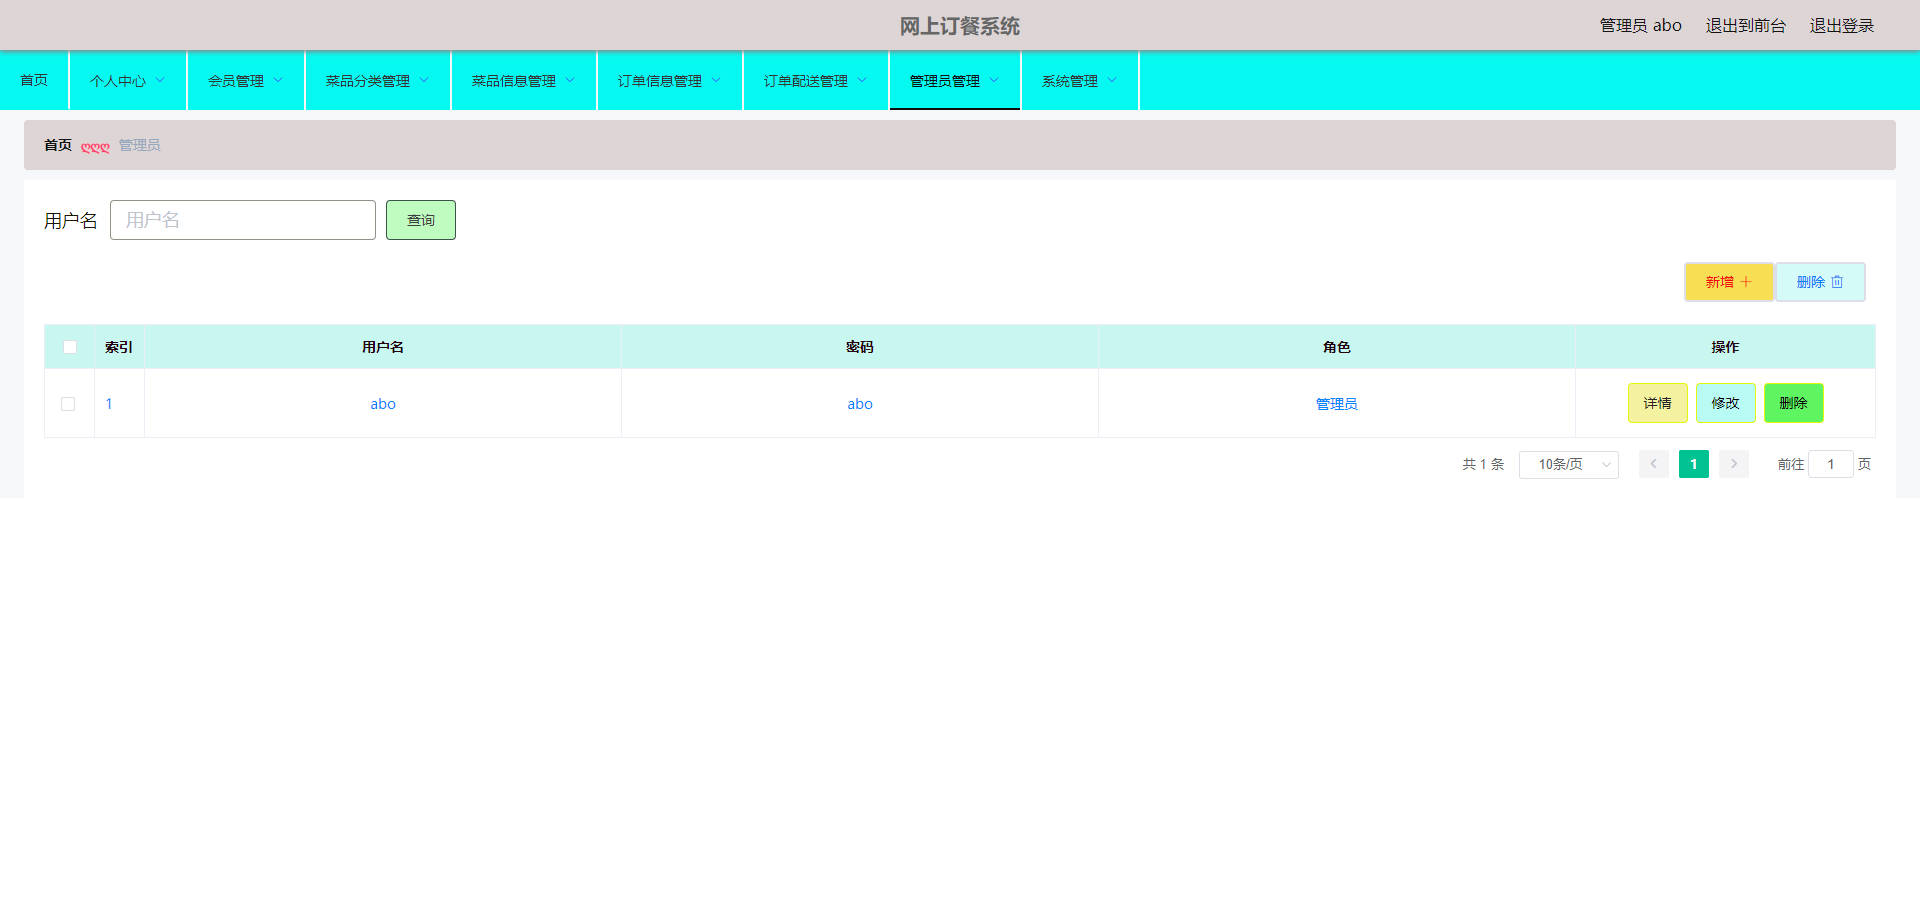 网上订餐系统
管理员 abo 退出到前台 退出登录
首页 个人中心 会员管理 菜品分类管理 菜品信息管理 订单信息管理 订单配送管理 管理员管理 系统管理
首页 ღღღ 管理员
用户名 用户名 查询
新增 删除
索引 用户名 密码 角色 操作
1 abo abo 管理员 详情 修改 删除
共 1 条 10条/页 1 前往 1 页